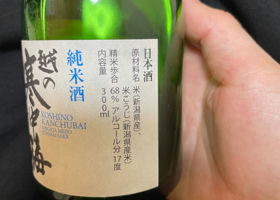 越の寒中梅
純米酒
KOSHINO
KANCHUBAI
日本酒
原材料名 米(新潟県産)、
米こうじ(新潟県産米)
精米歩合 68% アルコール分 17度
内容量 300ml